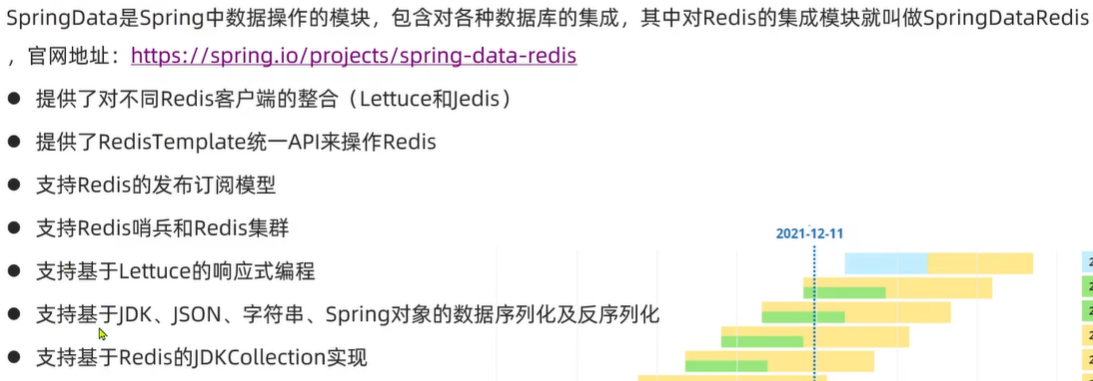 SpringData是Spring中数据操作的模块，包含对各种数据库的集成，其中对Redis的集成模块就叫做SpringDataRedis
，官网地址：https://spring.io/projects/spring-data-redis
● 提供了对不同Redis客户端的整合（Lettuce和Jedis）
● 提供了RedisTemplate统一API来操作Redis
● 支持Redis的发布订阅模型
● 支持Redis哨兵和Redis集群
2021-12-11
● 支持基于Lettuce的响应式编程
● 支持基于JDK、JSON、字符串、Spring对象的数据序列化及反序列化
● 支持基于Redis的JDKCollection实现